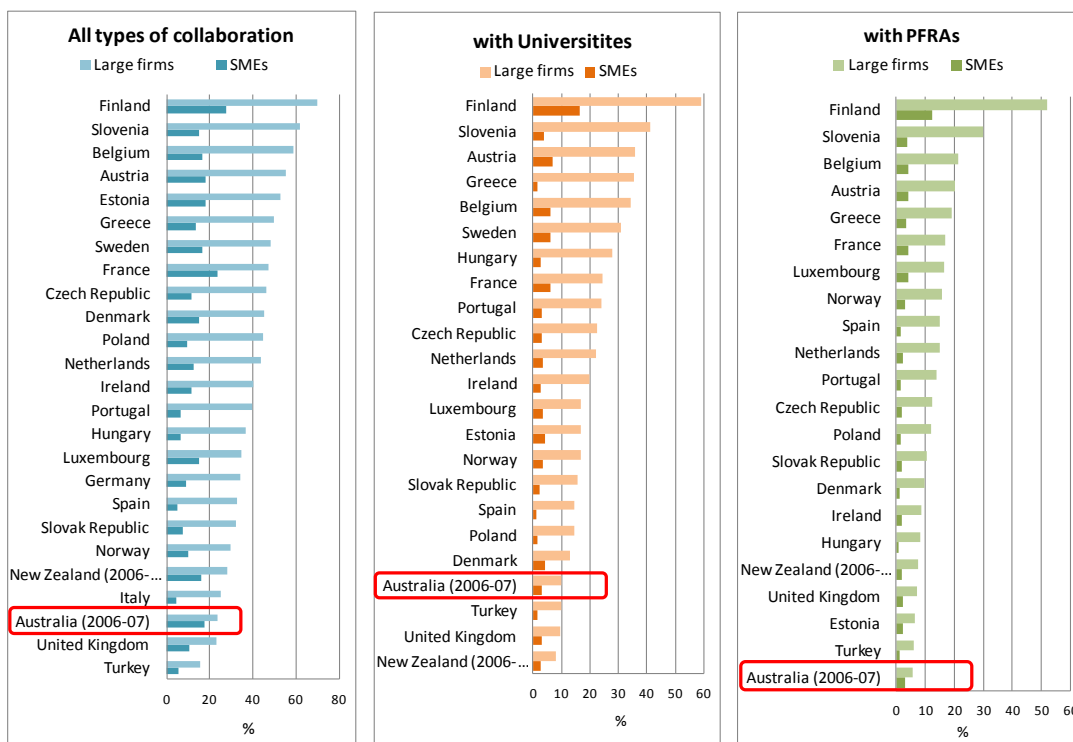 All types of collaboration
Large firms SMEs
Finland
Slovenia
Belgium
Austria
Estonia
Greece
Sweden
France
Czech Republic
Denmark
Poland
Netherlands
Ireland
Portugal
Hungary
Luxembourg
Germany
Spain
Slovak Republic
Norway
New Zealand (2006-...
Italy
Australia (2006-07)
United Kingdom
Turkey
0 20 40 60 80
%
with Universitites
Large firms SMEs
Finland
Slovenia
Austria
Greece
Belgium
Sweden
Hungary
France
Portugal
Czech Republic
Netherlands
Ireland
Luxembourg
Estonia
Norway
Slovak Republic
Spain
Poland
Denmark
Australia (2006-07)
Turkey
United Kingdom
New Zealand (2006-...
0 10 20 30 40 50 60
%
with PFRAs
Large firms SMEs
Finland
Slovenia
Belgium
Austria
Greece
France
Luxembourg
Norway
Spain
Netherlands
Portugal
Czech Republic
Poland
Slovak Republic
Denmark
Ireland
Hungary
New Zealand (2006-...
United Kingdom
Estonia
Turkey
Australia (2006-07)
0 10 20 30 40 50 60
%